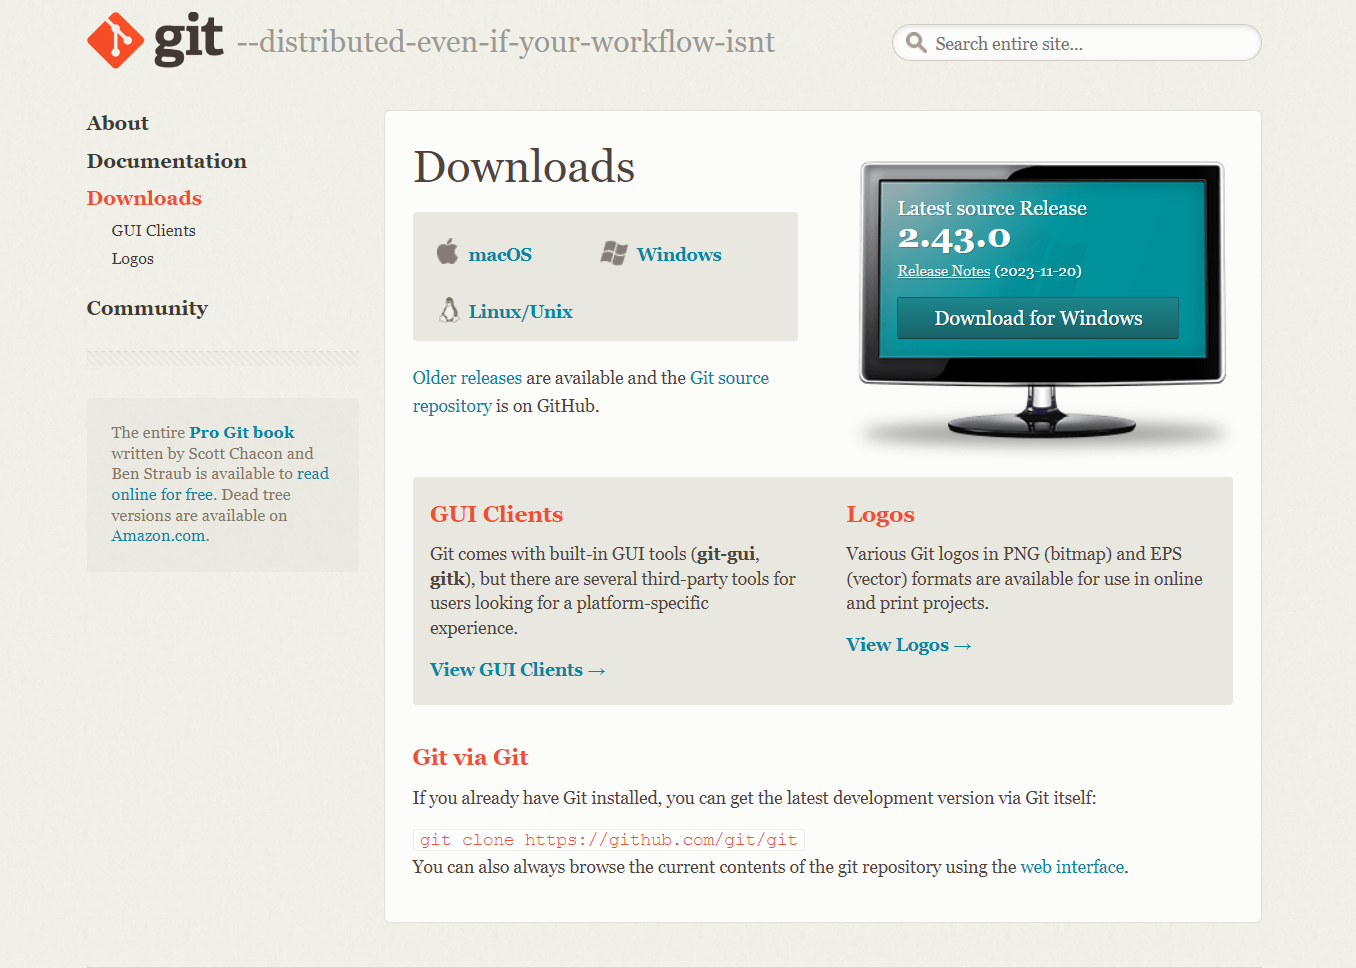 git --distributed-even-if-your-workflow-isnt
Search entire site...
About
Documentation
Downloads
GUI Clients
Logos
Community
The entire Pro Git book
written by Scott Chacon and
Ben Straub is available to read
online for free. Dead tree
versions are available on
Amazon.com.
Downloads
macOS
Windows
Linux/Unix
Older releases are available and the Git source
repository is on GitHub.
Latest source Release
2.43.0
Release Notes (2023-11-20)
Download for Windows
GUI Clients
Git comes with built-in GUI tools (git-gui,
gitk), but there are several third-party tools for
users looking for a platform-specific
experience.
View GUI Clients →
Logos
Various Git logos in PNG (bitmap) and EPS
(vector) formats are available for use in online
and print projects.
View Logos →
Git via Git
If you already have Git installed, you can get the latest development version via Git itself:
git clone https://github.com/git/git
You can also always browse the current contents of the git repository using the web interface.